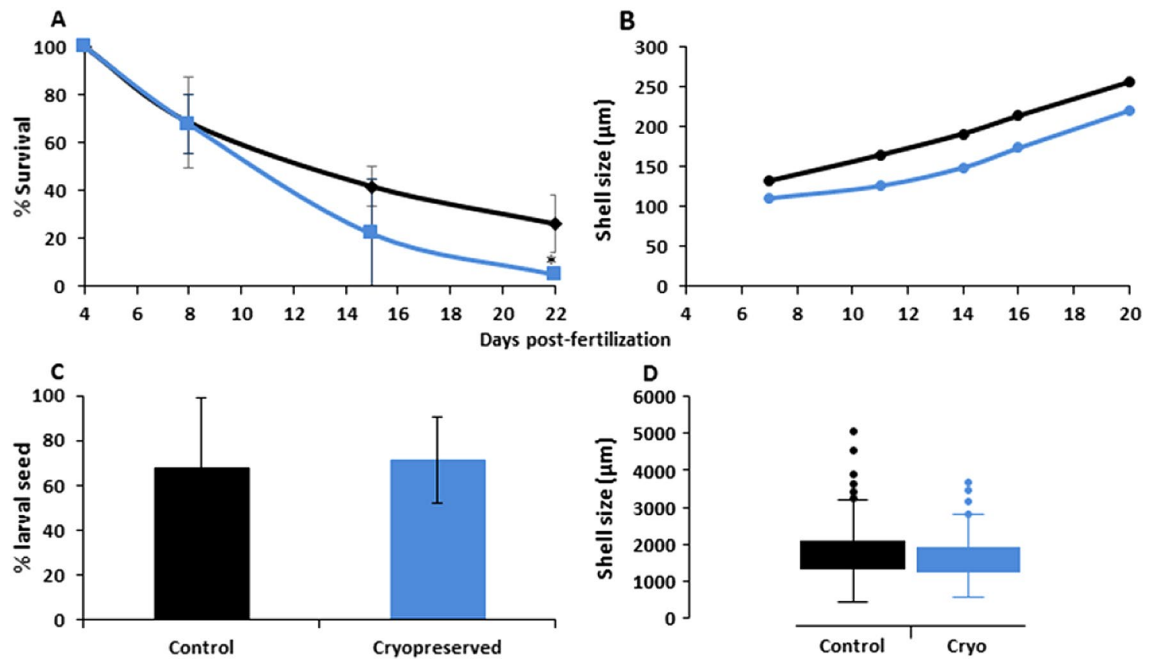 A
B
% Survival
100
80
60
40
20
0
4 6 8 10 12 14 16 18 20 22
*
Shell size (µm)
300
250
200
150
100
50
0
4 6 8 10 12 14 16 18 20
Days post-fertilization
C
D
% larval seed
100
80
60
40
20
0
Control Cryopreserved
Shell size (µm)
6000
5000
4000
3000
2000
1000
0
Control Cryo